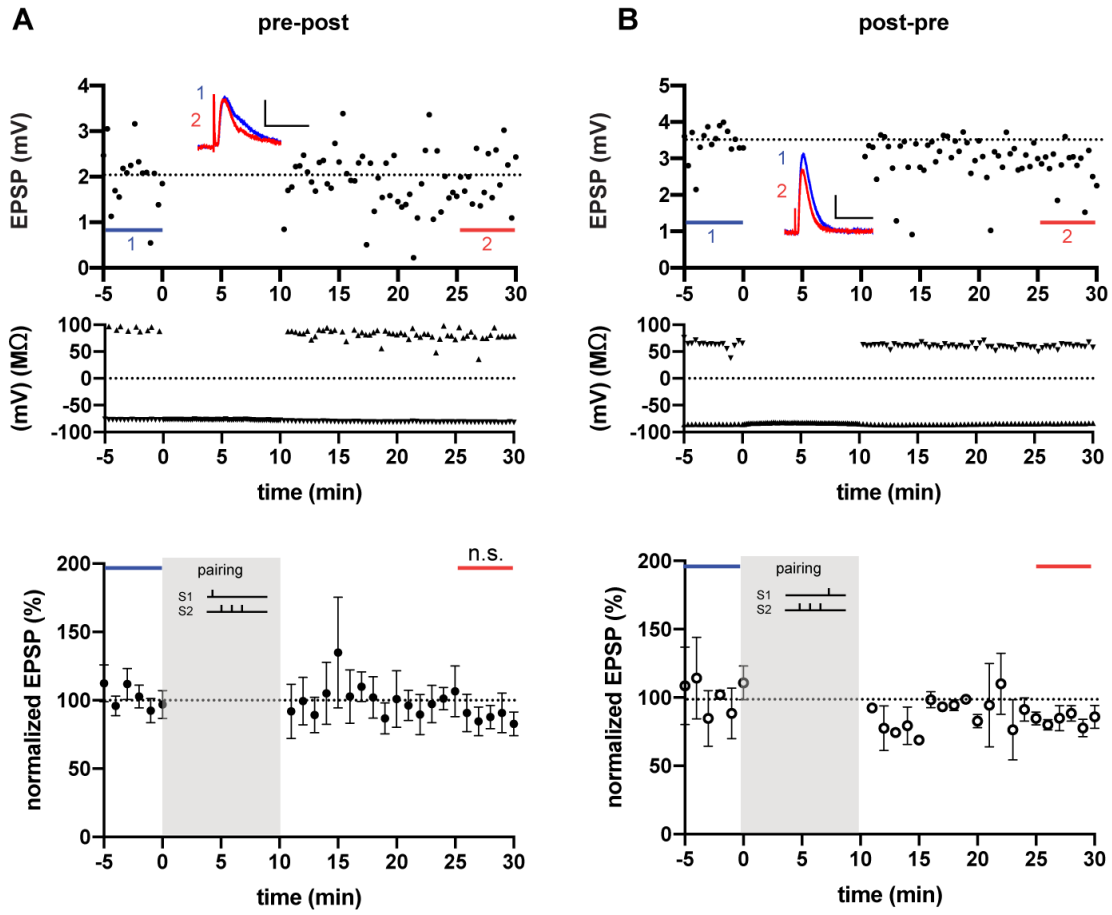 A
pre-post
EPSP (mV)
4
3
2
1
0
1
2
1
2
-5 0 5 10 15 20 25 30
(mV) (MΩ)
100
50
0
-50
-100
-5 0 5 10 15 20 25 30
time (min)
normalized EPSP (%)
200
150
100
50
0
n.s.
pairing
S1
S2
-5 0 5 10 15 20 25 30
time (min)
B
post-pre
EPSP (mV)
5
4
3
2
1
0
1
2
1
2
-5 0 5 10 15 20 25 30
(mV) (MΩ)
100
50
0
-50
-100
-5 0 5 10 15 20 25 30
time (min)
normalized EPSP (%)
200
150
100
50
0
pairing
S1
S2
-5 0 5 10 15 20 25 30
time (min)